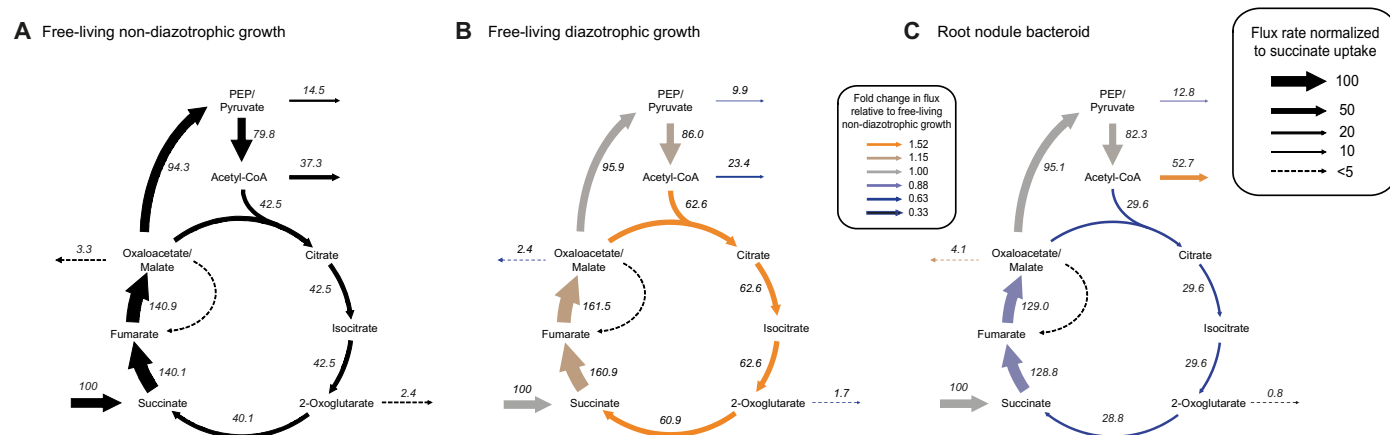 A Free-living non-diazotrophic growth
PEP/
Pyruvate
14.5
79.8
94.3
Acetyl-CoA
37.3
42.5
3.3
Oxaloacetate/
Malate
Citrate
140.9
42.5
Fumarate
Isocitrate
140.1
42.5
100
Succinate
2-Oxoglutarate
2.4
40.1
B Free-living diazotrophic growth
PEP/
Pyruvate
9.9
86.0
95.9
Acetyl-CoA
23.4
62.6
2.4
Oxaloacetate/
Malate
Citrate
161.5
62.6
Fumarate
Isocitrate
160.9
62.6
100
Succinate
2-Oxoglutarate
1.7
60.9
Fold change in flux
relative to free-living
non-diazotrophic growth
1.52
1.15
1.00
0.88
0.63
0.33
C Root nodule bacteroid
PEP/
Pyruvate
12.8
82.3
95.1
Acetyl-CoA
52.7
29.6
4.1
Oxaloacetate/
Malate
Citrate
129.0
29.6
Fumarate
Isocitrate
128.8
29.6
100
Succinate
2-Oxoglutarate
0.8
28.8
Flux rate normalized
to succinate uptake
100
50
20
10
<5